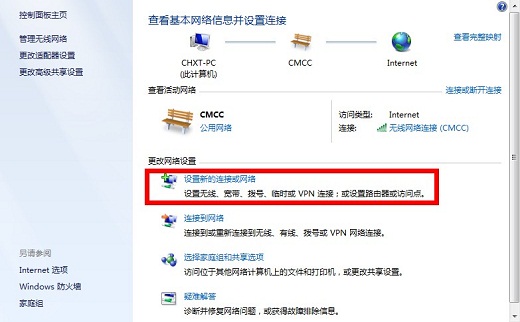 控制面板主页
管理无线网络
更改适配器设置
更改高级共享设置
另请参阅
Internet 选项
Windows 防火墙
家庭组
查看基本网络信息并设置连接
查看完整映射
CHXT-PC
(此计算机)
CMCC
Internet
查看活动网络
连接或断开连接
CMCC
公用网络
访问类型: Internet
连接: 无线网络连接 (CMCC)
更改网络设置
设置新的连接或网络
设置无线、宽带、拨号、临时或 VPN 连接；或设置路由器或访问点。
连接到网络
连接到或重新连接到无线、有线、拨号或 VPN 网络连接。
选择家庭组和共享选项
访问位于其他网络计算机上的文件和打印机，或更改共享设置。
疑难解答
诊断并修复网络问题，或获得故障排除信息。